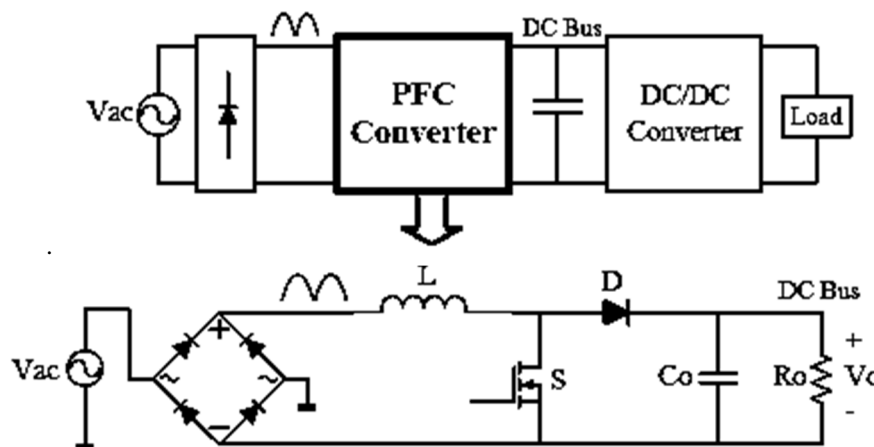 DC Bus
Vac
PFC
Converter
DC/DC
Converter
Load
L
D
DC Bus
Vac
+
~
~
-
S
Co
Ro
+
Vo
-